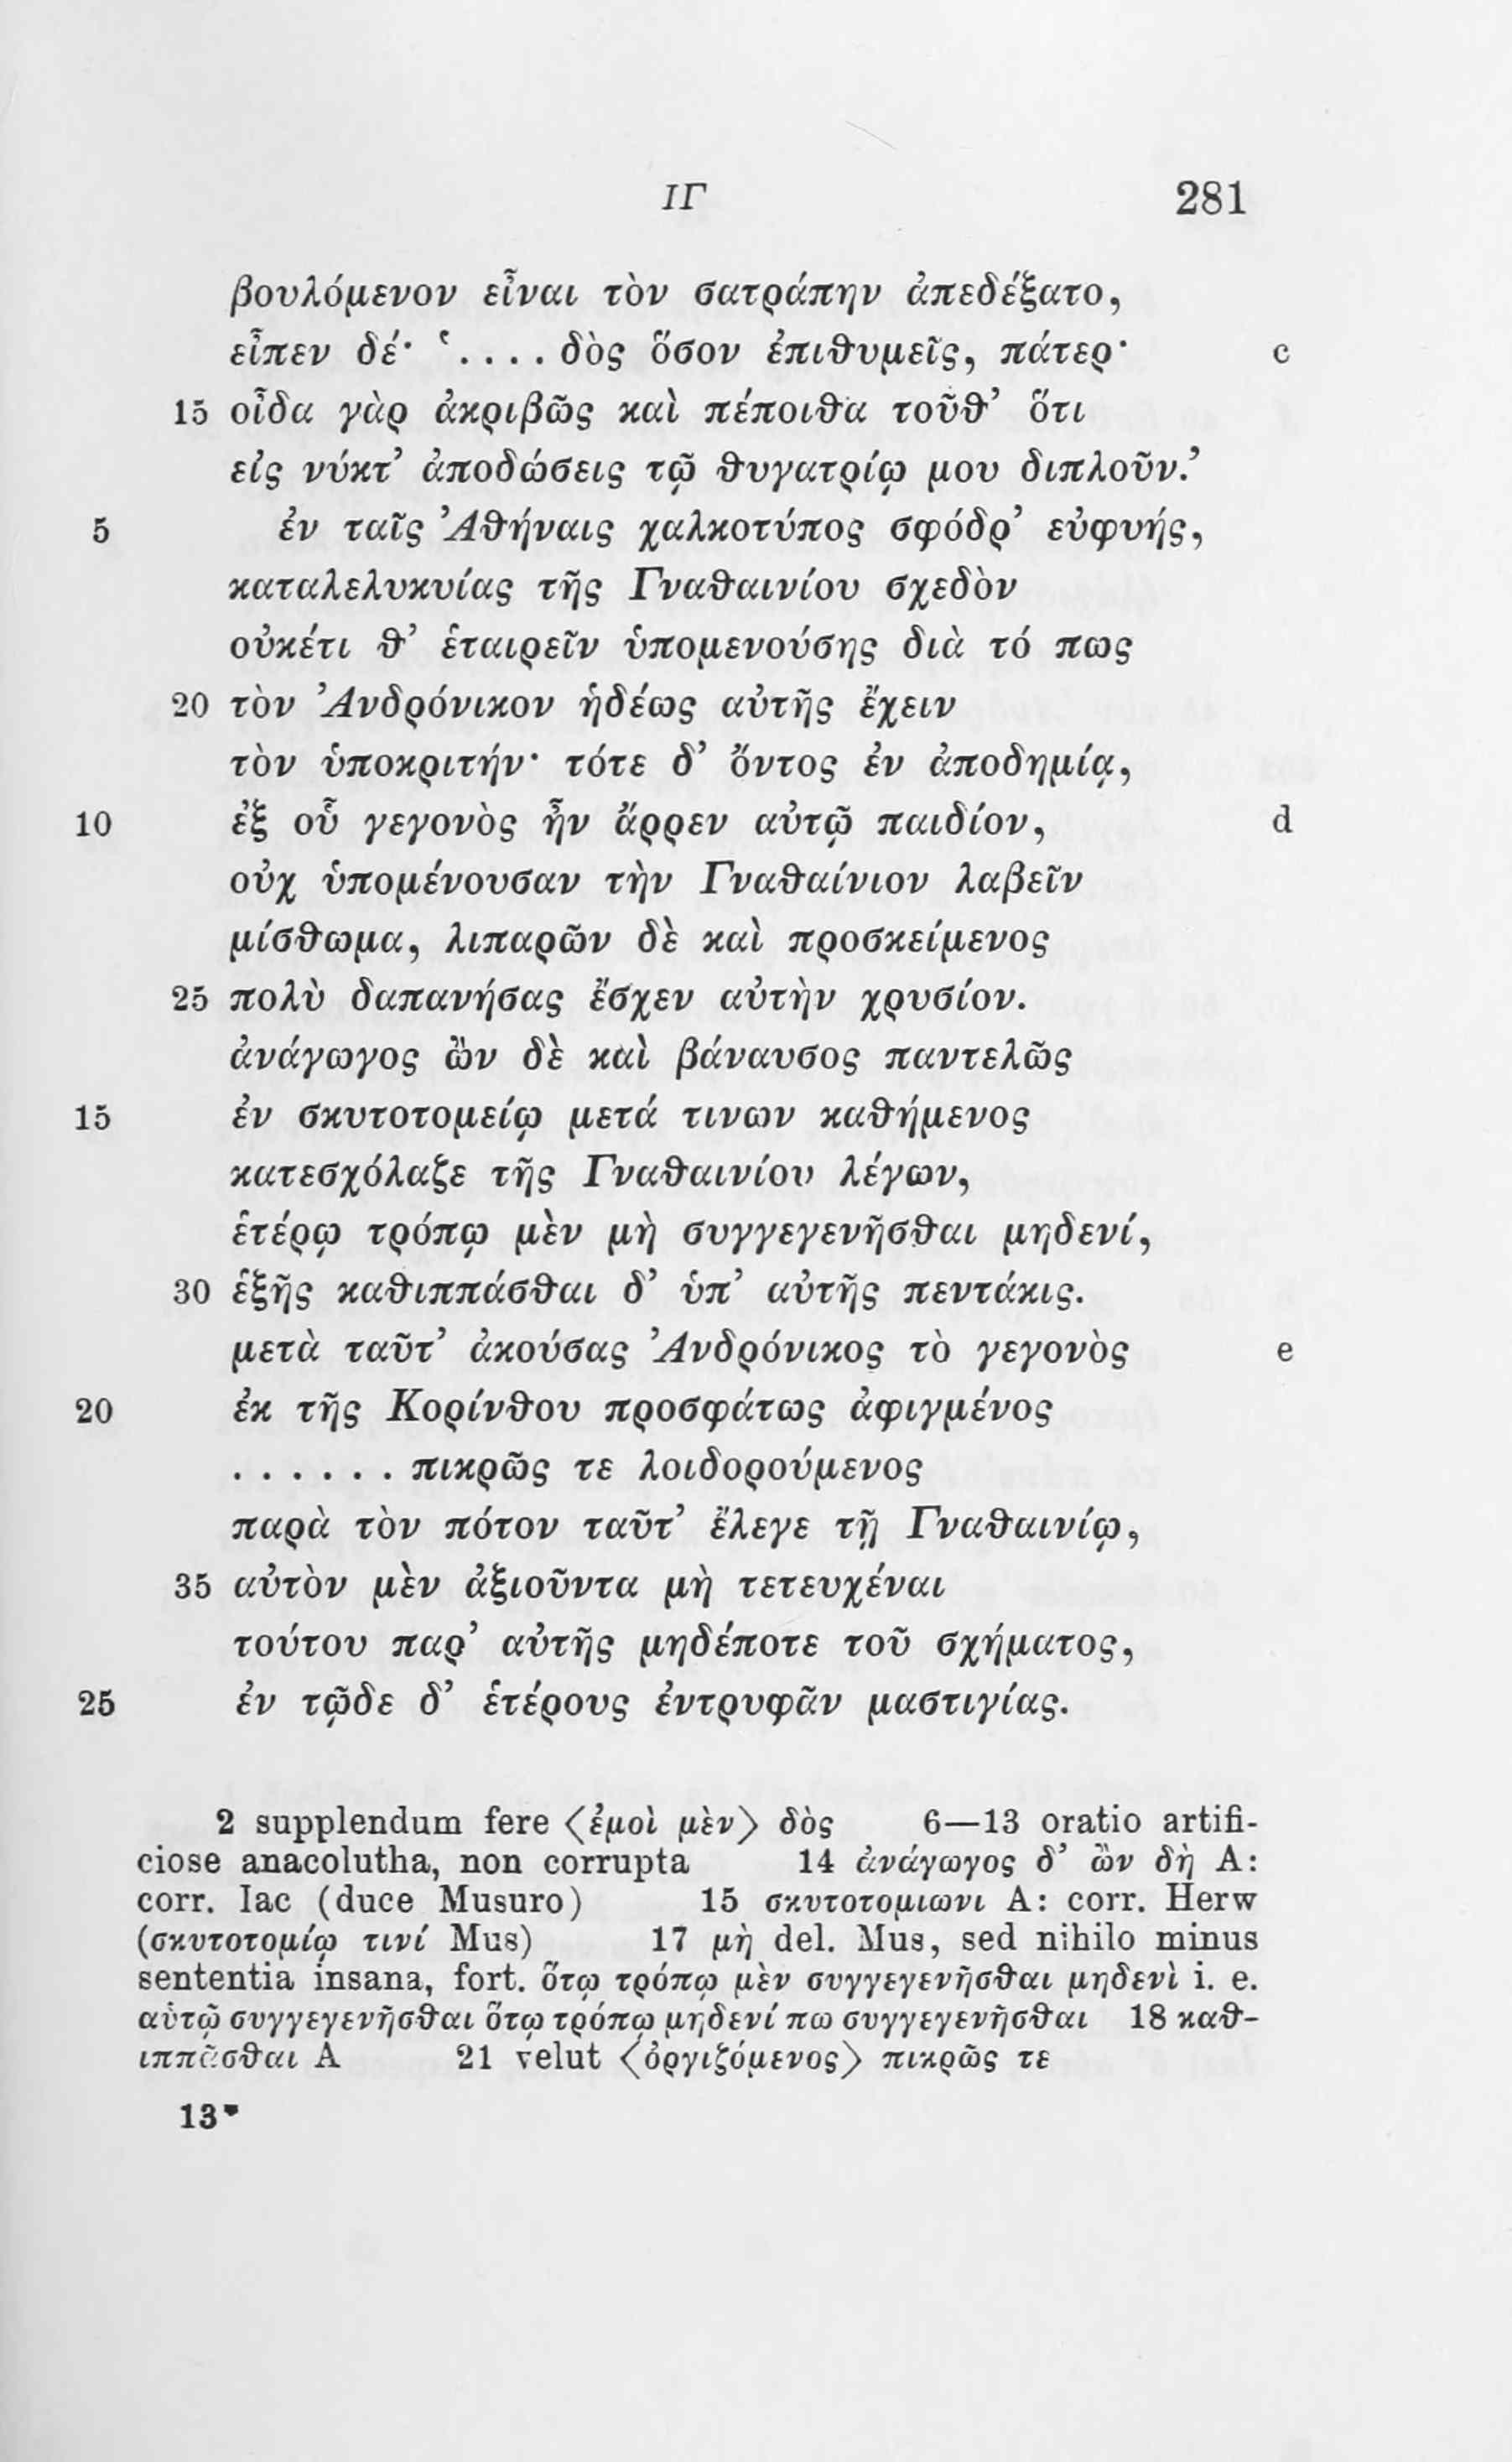 ΙΓ 281
βουλόμενον εἶναι τὸν σατράπην ἀπεδέξατο,
εἶπεν δέ· ‘. . . . δὸς ὅσον ἐπιθυμεῖς, πάτερ· c
15 οἶδα γὰρ ἀκριβῶς καὶ πέποιθα τοῦθ’ ὅτι
εἰς νύκτ’ ἀποδώσεις τῷ θυγατρίῳ μου διπλοῦν.’
5 ἐν ταῖς Ἀθήναις χαλκοτύπος σφόδρ’ εὐφυής,
καταλελυκυίας τῆς Γναθαινίου σχεδὸν
οὐκέτι θ’ ἑταιρεῖν ὑπομενούσης διὰ τό πως
20 τὸν Ἀνδρόνικον ἡδέως αὐτῆς ἔχειν
τὸν ὑποκριτήν· τότε δ’ ὄντος ἐν ἀποδημίᾳ,
10 ἐξ οὗ γεγονὸς ἦν ἄρρεν αὐτῷ παιδίον, d
οὐχ ὑπομένουσαν τὴν Γναθαίνιον λαβεῖν
μίσθωμα, λιπαρῶν δὲ καὶ προσκείμενος
25 πολὺ δαπανήσας ἔσχεν αὐτὴν χρυσίον.
ἀνάγωγος ὢν δὲ καὶ βάναυσος παντελῶς
15 ἐν σκυτοτομείῳ μετά τινων καθήμενος
κατεσχόλαζε τῆς Γναθαινίου λέγων,
ἑτέρῳ τρόπῳ μὲν μὴ συγγεγενῆσθαι μηδενί,
30 ἑξῆς καθιππάσθαι δ’ ὑπ’ αὐτῆς πεντάκις.
μετὰ ταῦτ’ ἀκούσας Ἀνδρόνικος τὸ γεγονὸς e
20 ἐκ τῆς Κορίνθου προσφάτως ἀφιγμένος
. . . . . . πικρῶς τε λοιδορούμενος
παρὰ τὸν πότον ταῦτ’ ἔλεγε τῇ Γναθαινίῳ,
35 αὐτὸν μὲν ἀξιοῦντα μὴ τετευχέναι
τούτου παρ’ αὐτῆς μηδέποτε τοῦ σχήματος,
25 ἐν τῷδε δ’ ἑτέρους ἐντρυφᾶν μαστιγίας.
2 supplendum fere ⟨ἐμοὶ μὲν⟩ δὸς 6—13 oratio artifi-
ciose anacolutha, non corrupta 14 ἀνάγωγος δ’ ὢν δὴ A:
corr. Iac (duce Musuro) 15 σκυτοτομιωνι A: corr. Herw
(σκυτοτομίῳ τινί Mus) 17 μὴ del. Mus, sed nihilo minus
sententia insana, fort. ὅτῳ τρόπῳ μὲν συγγεγενῆσθαι μηδενὶ i. e.
αὑτῷ συγγεγενῆσθαι ὅτῳ τρόπῳ μηδενί πω συγγεγενῆσθαι 18 καθ-
ιππᾶσθαι A 21 velut ⟨ὀργιζόμενος⟩ πικρῶς τε
13*